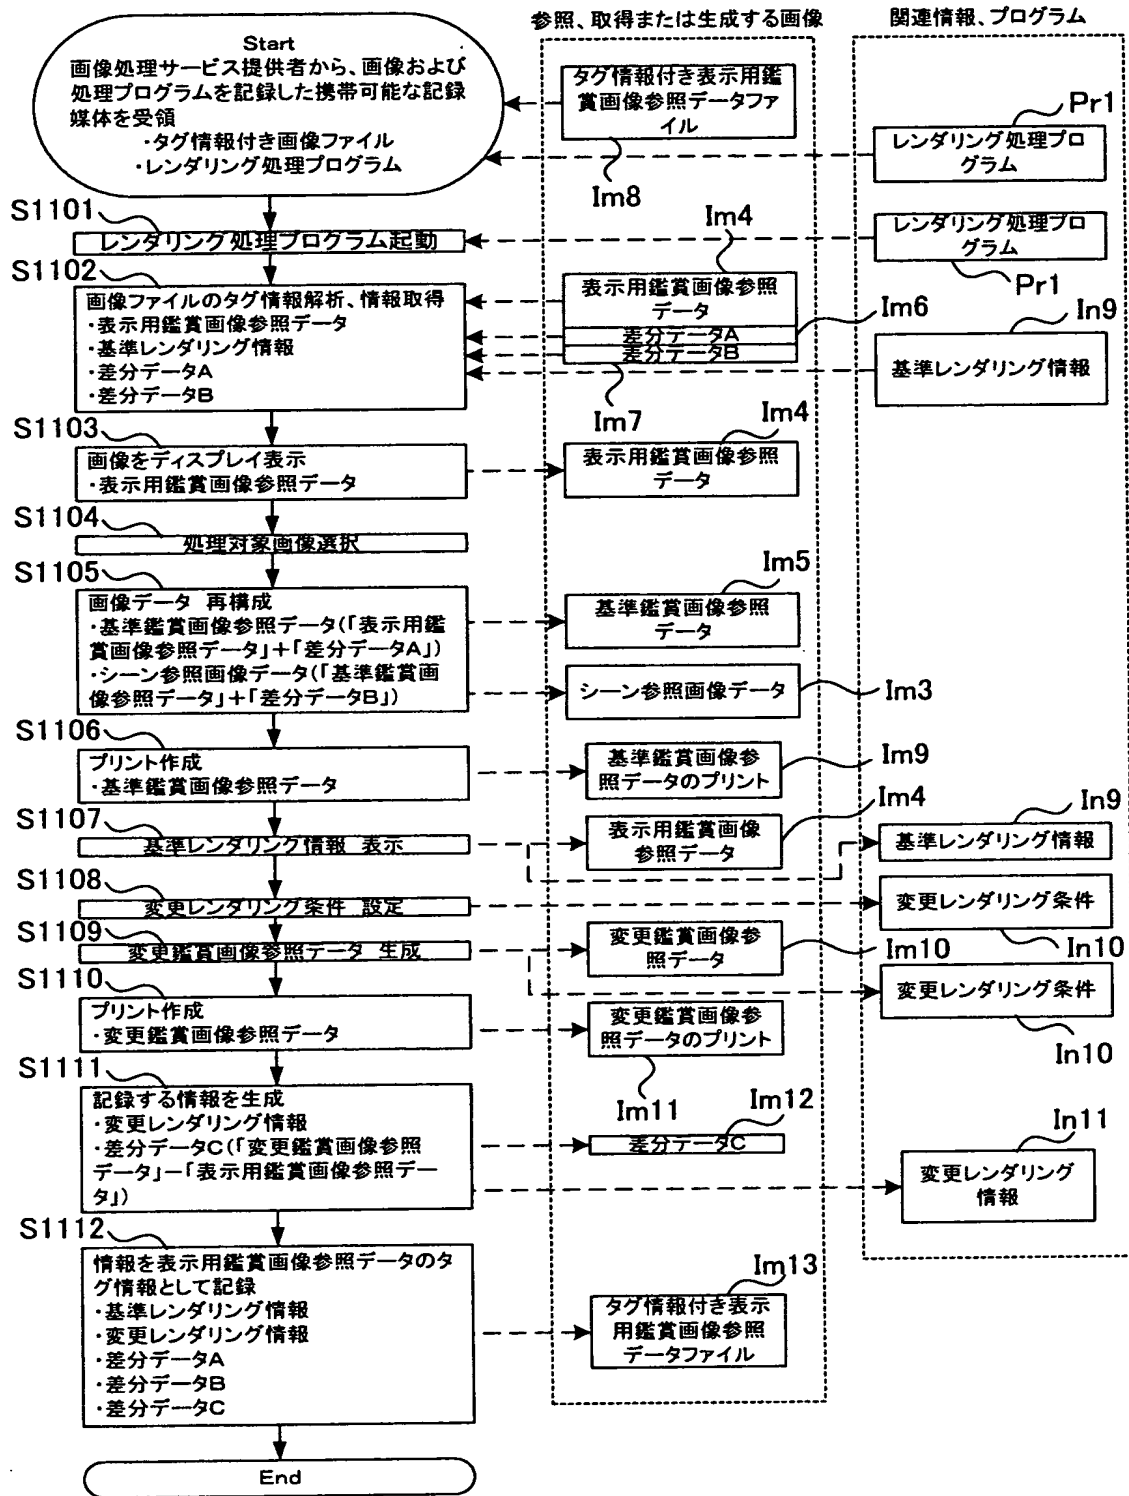 参照、取得または生成する画像
関連情報、プログラム
Start
画像処理サービス提供者から、画像および
処理プログラムを記録した携帯可能な記録
媒体を受領
・タグ情報付き画像ファイル
・レンダリング処理プログラム
タグ情報付き表示用鑑
賞画像参照データファ
イル
Im8
Pr1
レンダリング処理プロ
グラム
S1101
レンダリング処理プログラム起動
レンダリング処理プロ
グラム
Pr1
S1102
画像ファイルのタグ情報解析、情報取得
・表示用鑑賞画像参照データ
・基準レンダリング情報
・差分データA
・差分データB
Im4
表示用鑑賞画像参照
データ
差分データA
差分データB
Im6
Im7
In9
基準レンダリング情報
S1103
画像をディスプレイ表示
・表示用鑑賞画像参照データ
Im4
表示用鑑賞画像参照
データ
S1104
処理対象画像選択
S1105
画像データ 再構成
・基準鑑賞画像参照データ(「表示用鑑
賞画像参照データ」+「差分データA」)
・シーン参照画像データ(「基準鑑賞画
像参照データ」+「差分データB」)
Im5
基準鑑賞画像参照
データ
シーン参照画像データ
Im3
S1106
プリント作成
・基準鑑賞画像参照データ
基準鑑賞画像参
照データのプリント
Im9
S1107
基準レンダリング情報 表示
表示用鑑賞画像
参照データ
Im4
In9
基準レンダリング情報
S1108
変更レンダリング条件 設定
変更レンダリング条件
In10
S1109
変更鑑賞画像参照データ 生成
変更鑑賞画像参
照データ
Im10
変更レンダリング条件
In10
S1110
プリント作成
・変更鑑賞画像参照データ
変更鑑賞画像参
照データのプリント
Im11
S1111
記録する情報を生成
・変更レンダリング情報
・差分データC(「変更鑑賞画像参照
データ」－「表示用鑑賞画像参照デー
タ」)
Im12
差分データC
In11
変更レンダリング
情報
S1112
情報を表示用鑑賞画像参照データのタ
グ情報として記録
・基準レンダリング情報
・変更レンダリング情報
・差分データA
・差分データB
・差分データC
Im13
タグ情報付き表示
用鑑賞画像参照
データファイル
End